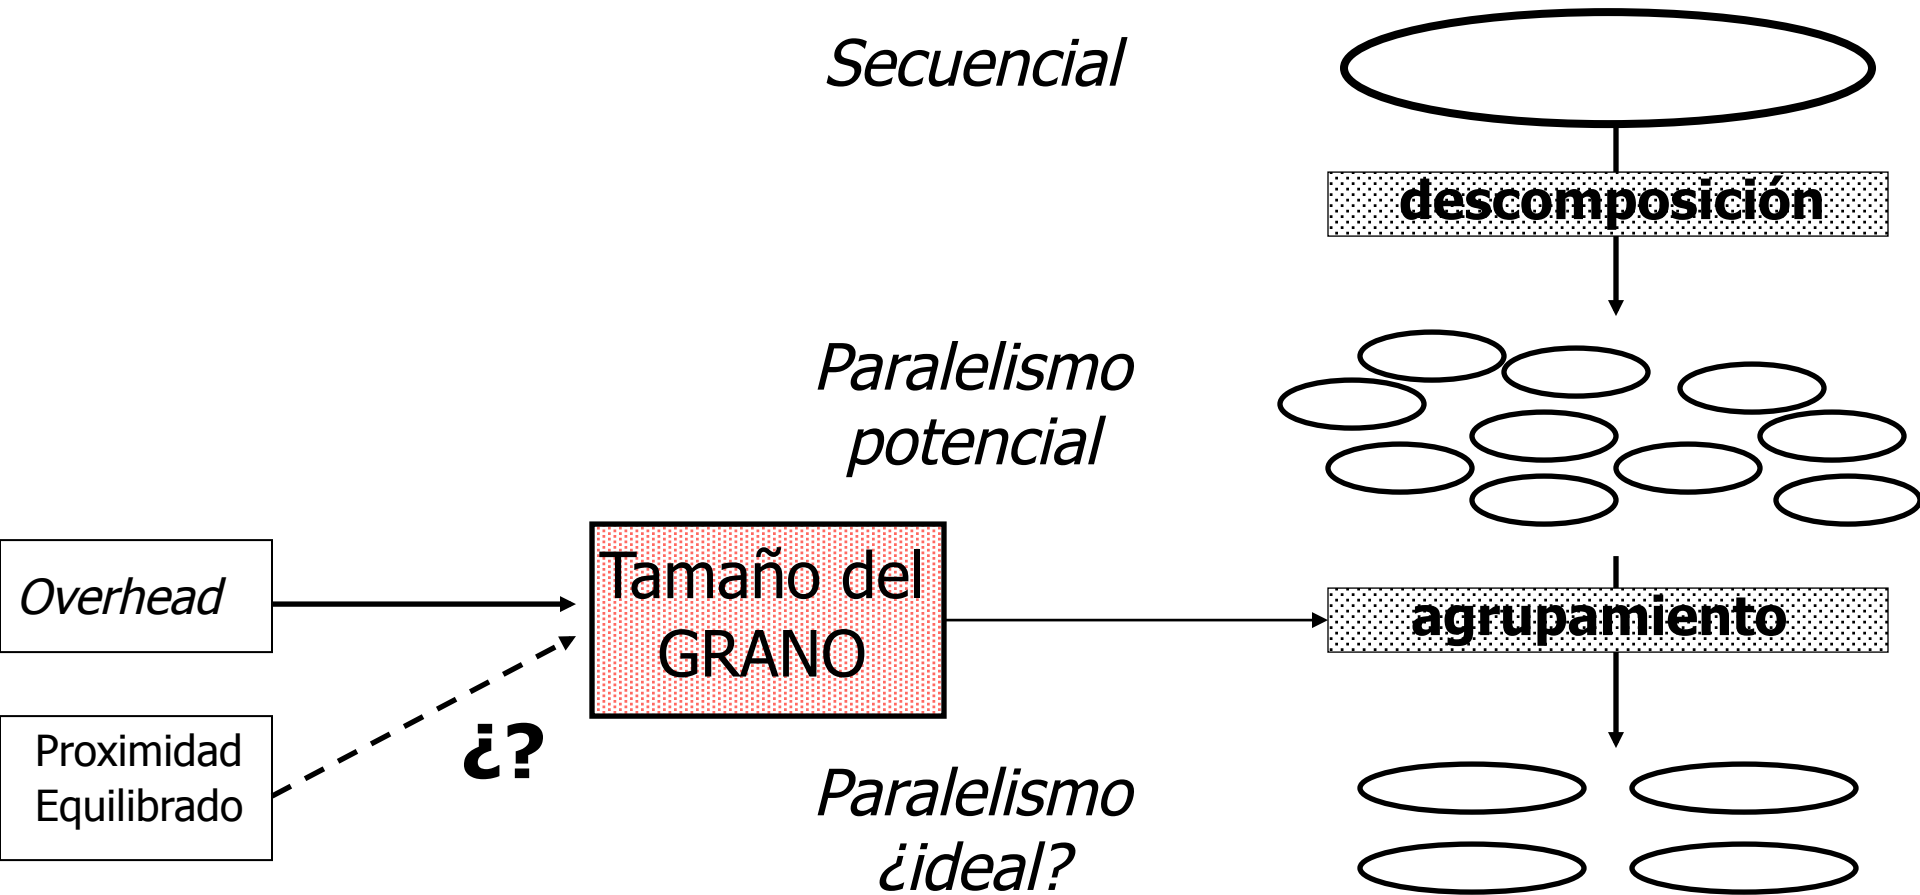 Secuencial
descomposición
Paralelismo
potencial
Overhead
Tamaño del
GRANO
agrupamiento
Proximidad
Equilibrado
¿?
Paralelismo
¿ideal?